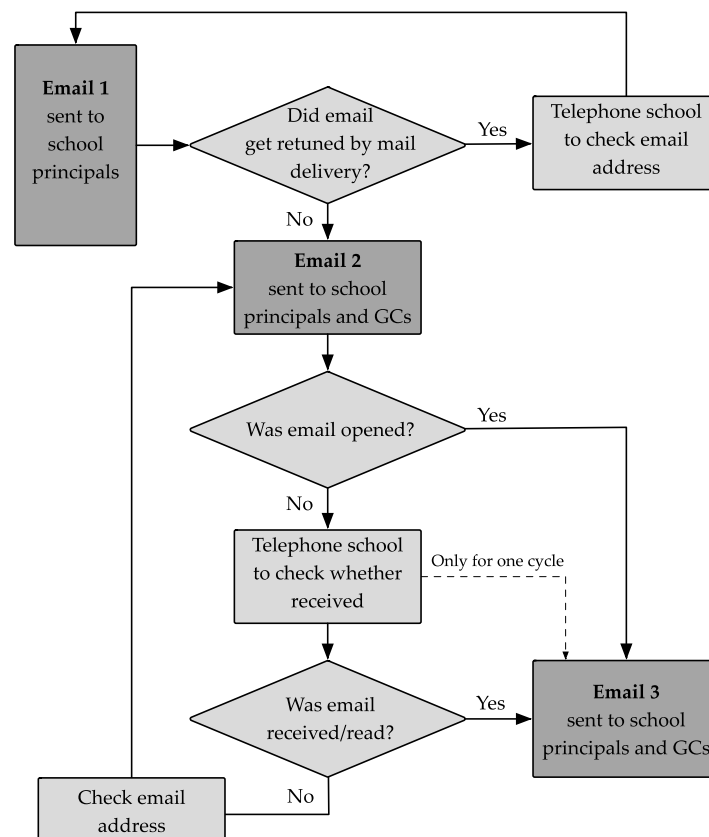 Email 1
sent to
school
principals
Did email
get retuned by mail
delivery?
Yes
Telephone school
to check email
address
No
Email 2
sent to school
principals and GCs
Was email opened?
Yes
No
Telephone school
to check whether
received
Only for one cycle
Was email
received/read?
Yes
Email 3
sent to school
principals and GCs
No
Check email
address